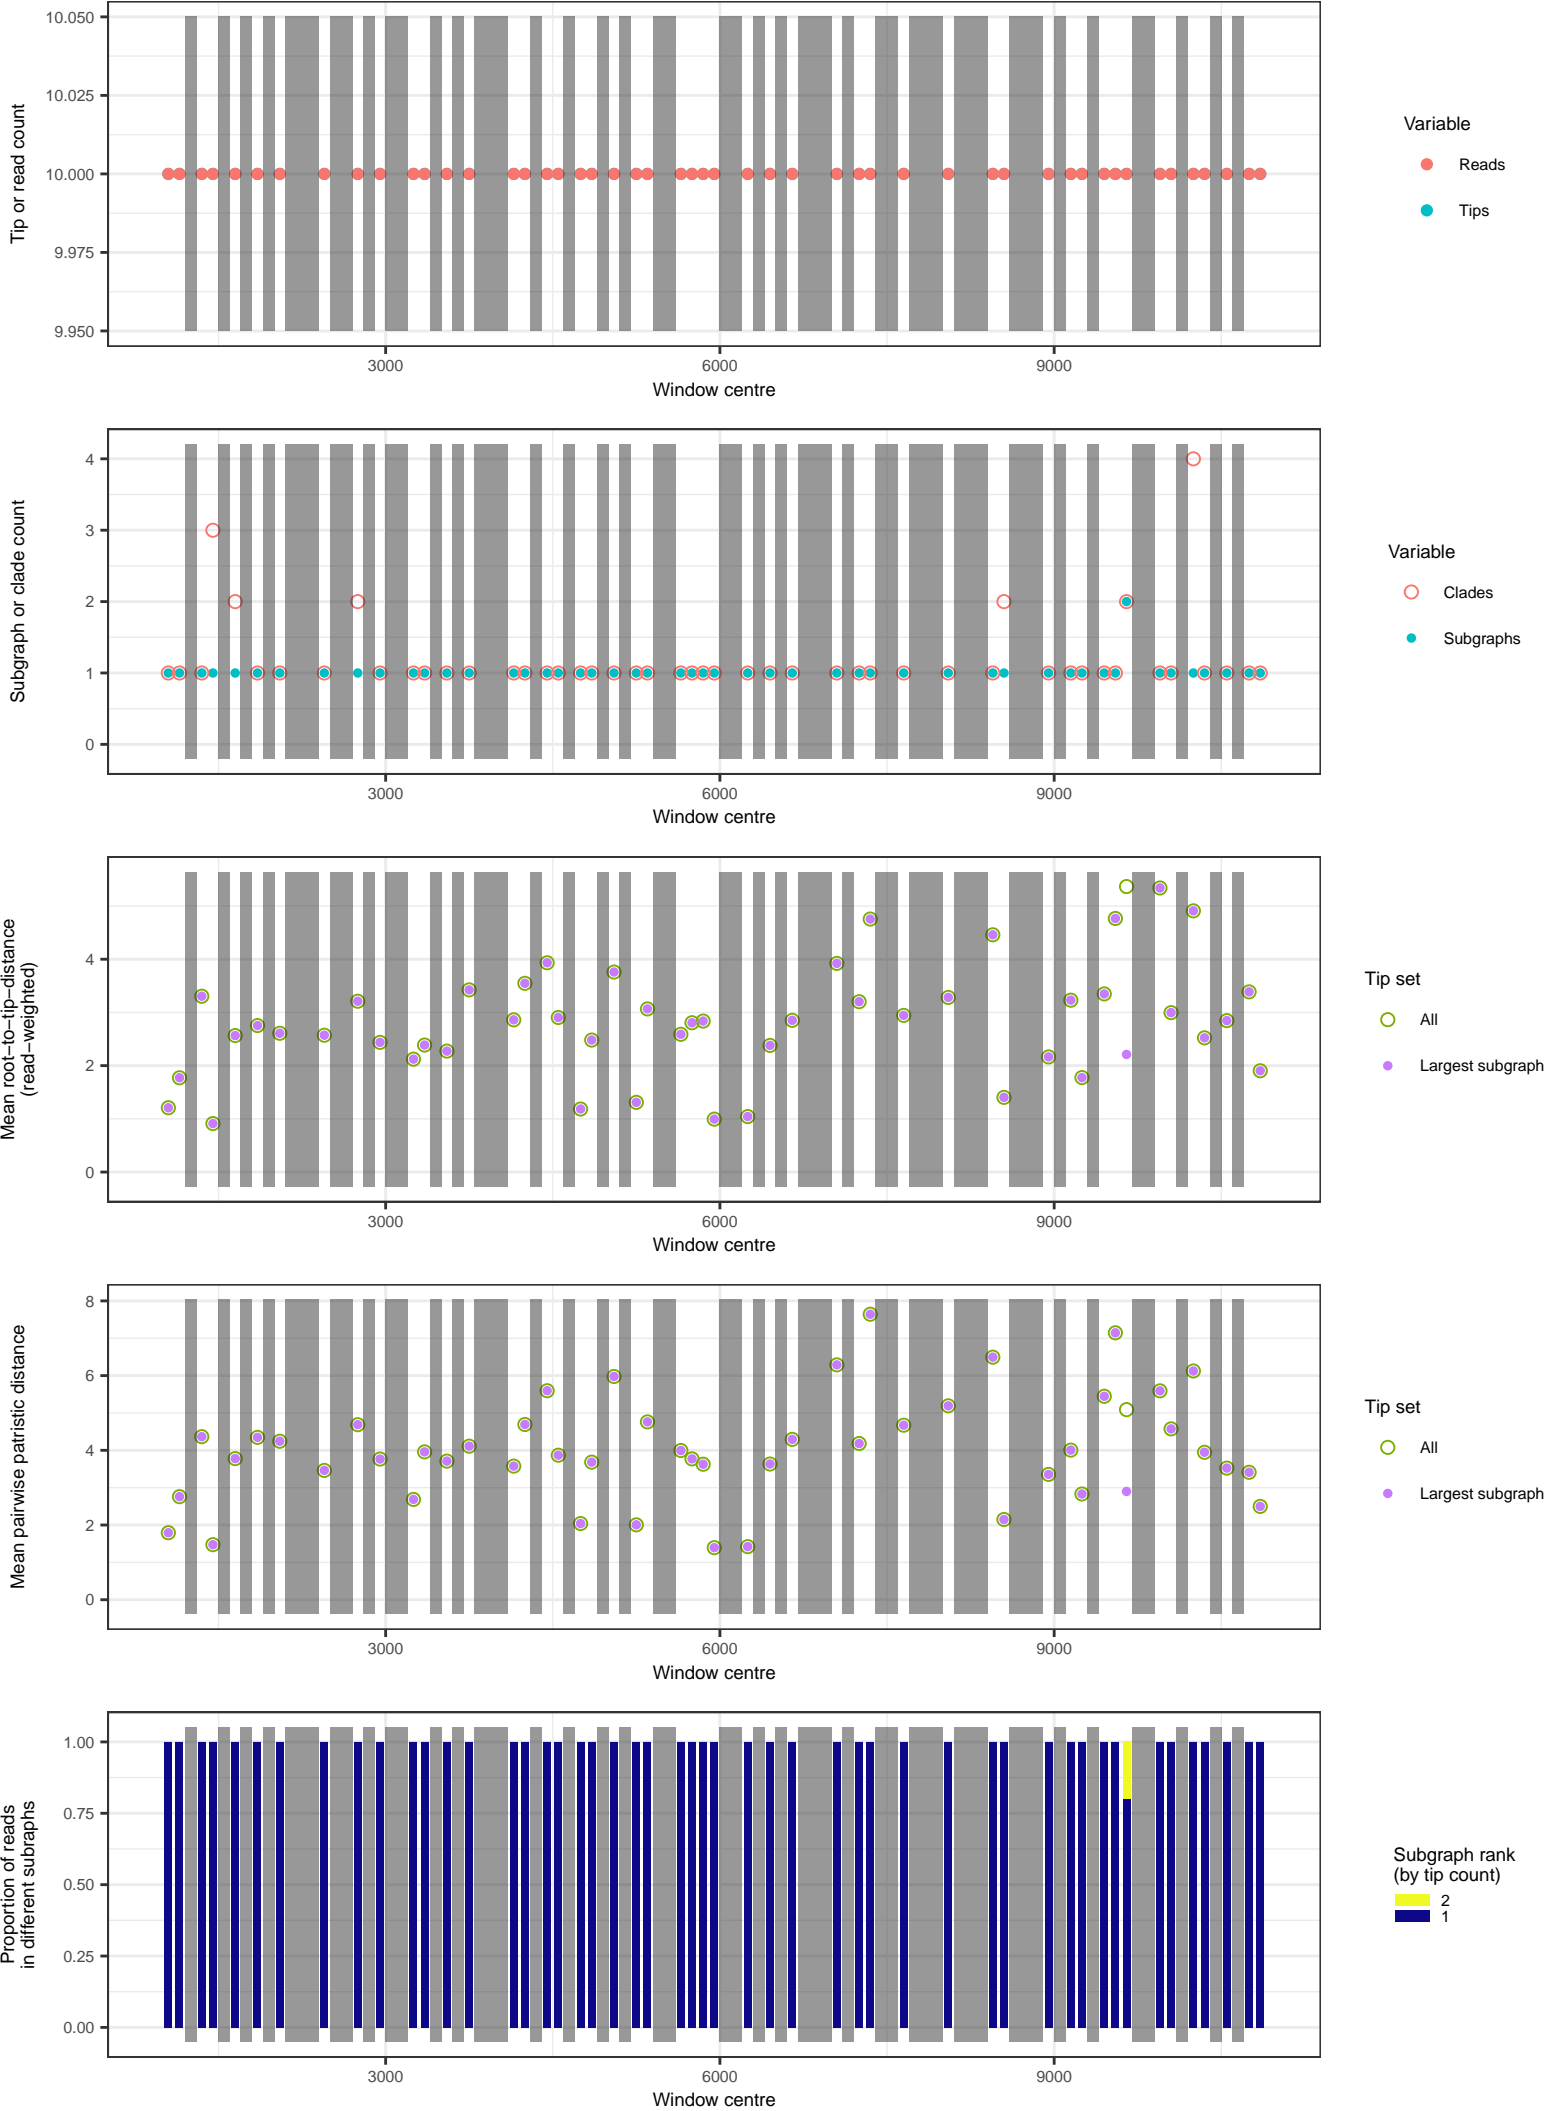 10.050
10.025
10.000
9.975
9.950
Tip or read count
3000
6000
9000
Window centre
Variable
Reads
Tips
4
3
2
1
0
Subgraph or clade count
3000
6000
9000
Window centre
Variable
Clades
Subgraphs
4
2
0
Mean root−to−tip−distance
(read−weighted)
3000
6000
9000
Window centre
Tip set
All
Largest subgraph
8
6
4
2
0
Mean pairwise patristic distance
3000
6000
9000
Window centre
Tip set
All
Largest subgraph
1.00
0.75
0.50
0.25
0.00
Proportion of reads
in different subraphs
3000
6000
9000
Window centre
Subgraph rank
(by tip count)
2
1